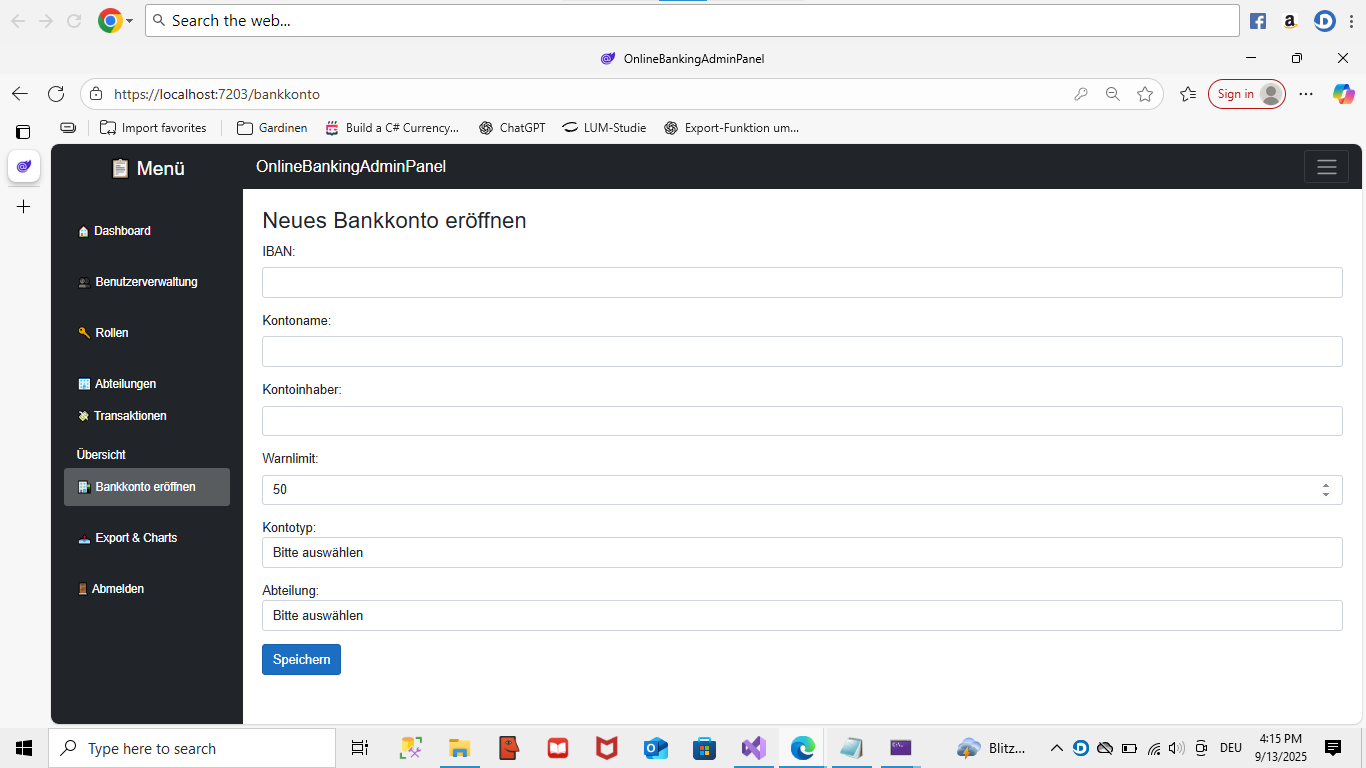 Search the web...
OnlineBankingAdminPanel
https://localhost:7203/bankkonto
Sign in
Import favorites
Gardinen
Build a C# Currency...
ChatGPT
LUM-Studie
Export-Funktion um...
Menü
OnlineBankingAdminPanel
Dashboard
Benutzerverwaltung
Rollen
Abteilungen
Transaktionen
Übersicht
Bankkonto eröffnen
Export & Charts
Abmelden
Neues Bankkonto eröffnen
IBAN:
Kontoname:
Kontoinhaber:
Warnlimit:
50
Kontotyp:
Bitte auswählen
Abteilung:
Bitte auswählen
Speichern
Type here to search
Blitz...
DEU
4:15 PM
9/13/2025